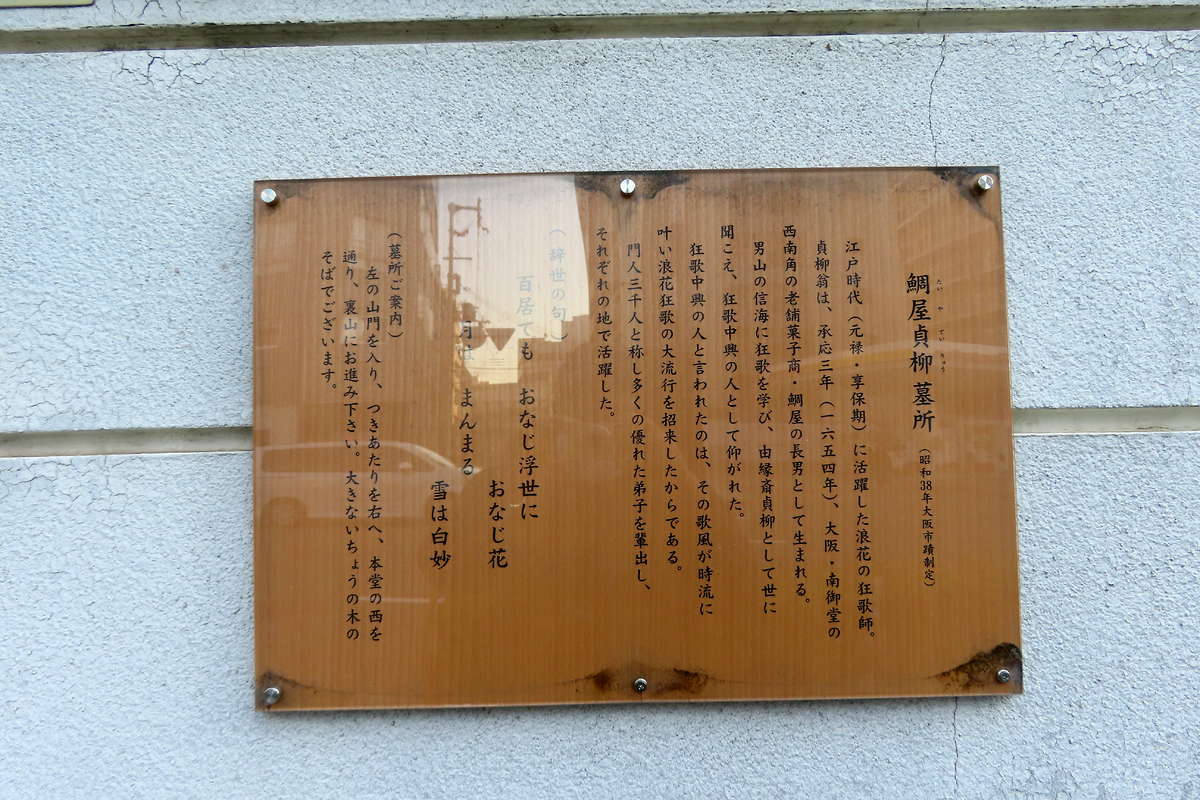 鯛屋貞柳墓所（昭和38年大阪市蹟制定）
たいや ていりゅう
江戸時代（元禄・享保期）に活躍した浪花の狂歌師。
貞柳翁は、承応三年（一六五四年）、大阪・南御堂の
西南角の老舗菓子商・鯛屋の長男として生まれる。
男山の信海に狂歌を学び、由縁斎貞柳として世に
聞こえ、狂歌中興の人として仰がれた。
狂歌中興の人と言われたのは、その歌風が時流に
叶い浪花狂歌の大流行を招来したからである。
門人三千人と称し多くの優れた弟子を輩出し、
それぞれの地で活躍した。
（辞世の句）
百居ても おなじ浮世に
おなじ花
月は まんまる
雪は白妙
（墓所ご案内）
左の山門を入り、つきあたりを右へ、本堂の西を
通り、裏山にお進み下さい。大きないちょうの木の
そばでございます。